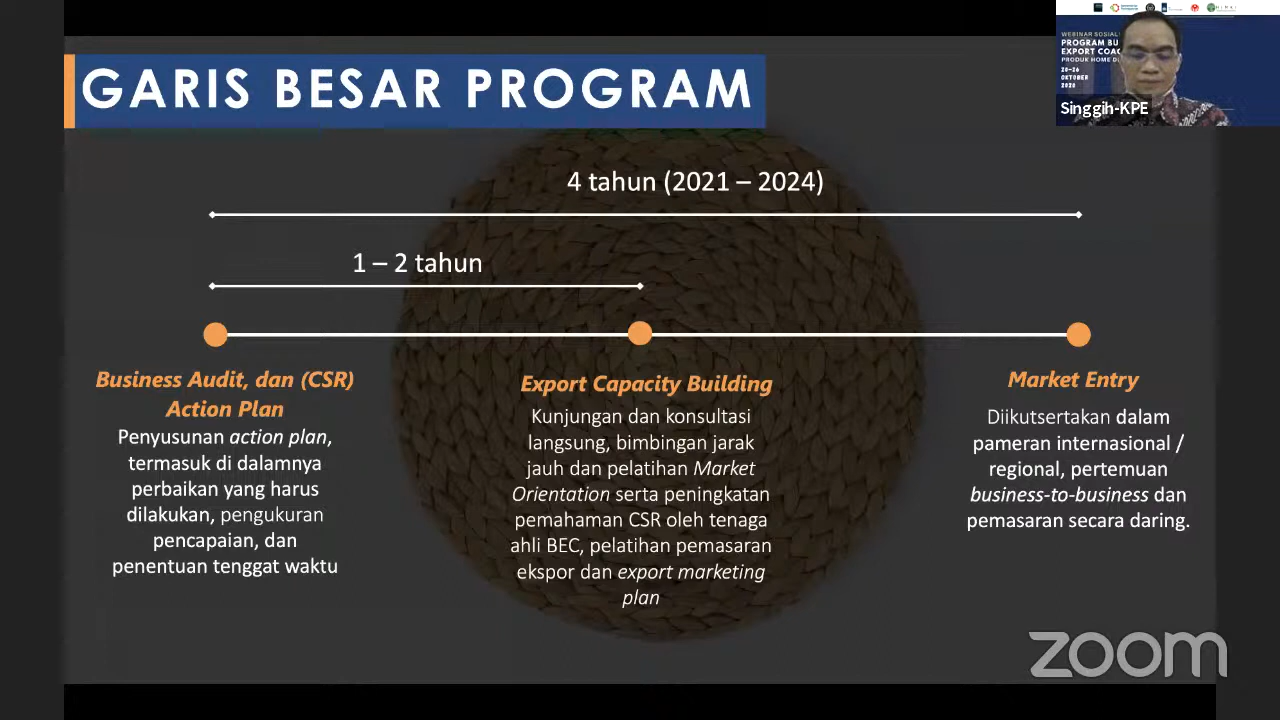 GARIS BESAR PROGRAM
WEBINAR SOSIALI
PROGRAM BU
EXPORT COAC
PRODUK HOME D
20-26
OKTOBER
2020
Singgih-KPE
4 tahun (2021 – 2024)
1 – 2 tahun
Business Audit, dan (CSR)
Action Plan
Penyusunan action plan,
termasuk di dalamnya
perbaikan yang harus
dilakukan, pengukuran
pencapaian, dan
penentuan tenggat waktu
Export Capacity Building
Kunjungan dan konsultasi
langsung, bimbingan jarak
jauh dan pelatihan Market
Orientation serta peningkatan
pemahaman CSR oleh tenaga
ahli BEC, pelatihan pemasaran
ekspor dan export marketing
plan
Market Entry
Diikutsertakan dalam
pameran internasional /
regional, pertemuan
business-to-business dan
pemasaran secara daring.
zoom